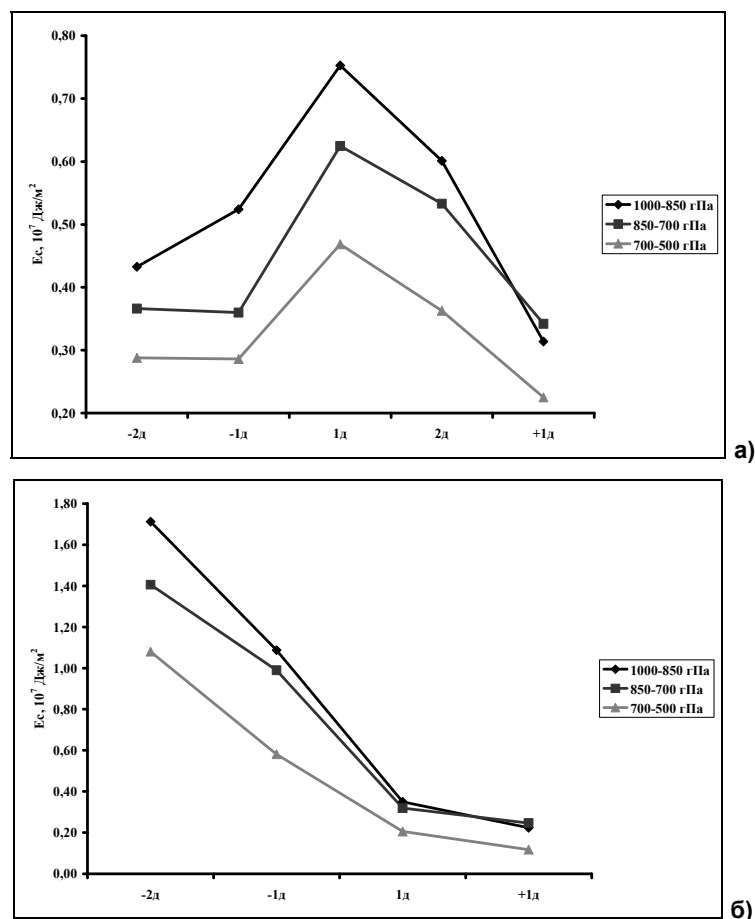 0,80
0,70
0,60
0,50
0,40
0,30
0,20
Ес, 10⁷ Дж/м²
-2д -1д 1д 2д +1д
1000-850 гПа
850-700 гПа
700-500 гПа
а)
1,80
1,60
1,40
1,20
1,00
0,80
0,60
0,40
0,20
0,00
Ес, 10⁷ Дж/м²
-2д -1д 1д +1д
1000-850 гПа
850-700 гПа
700-500 гПа
б)